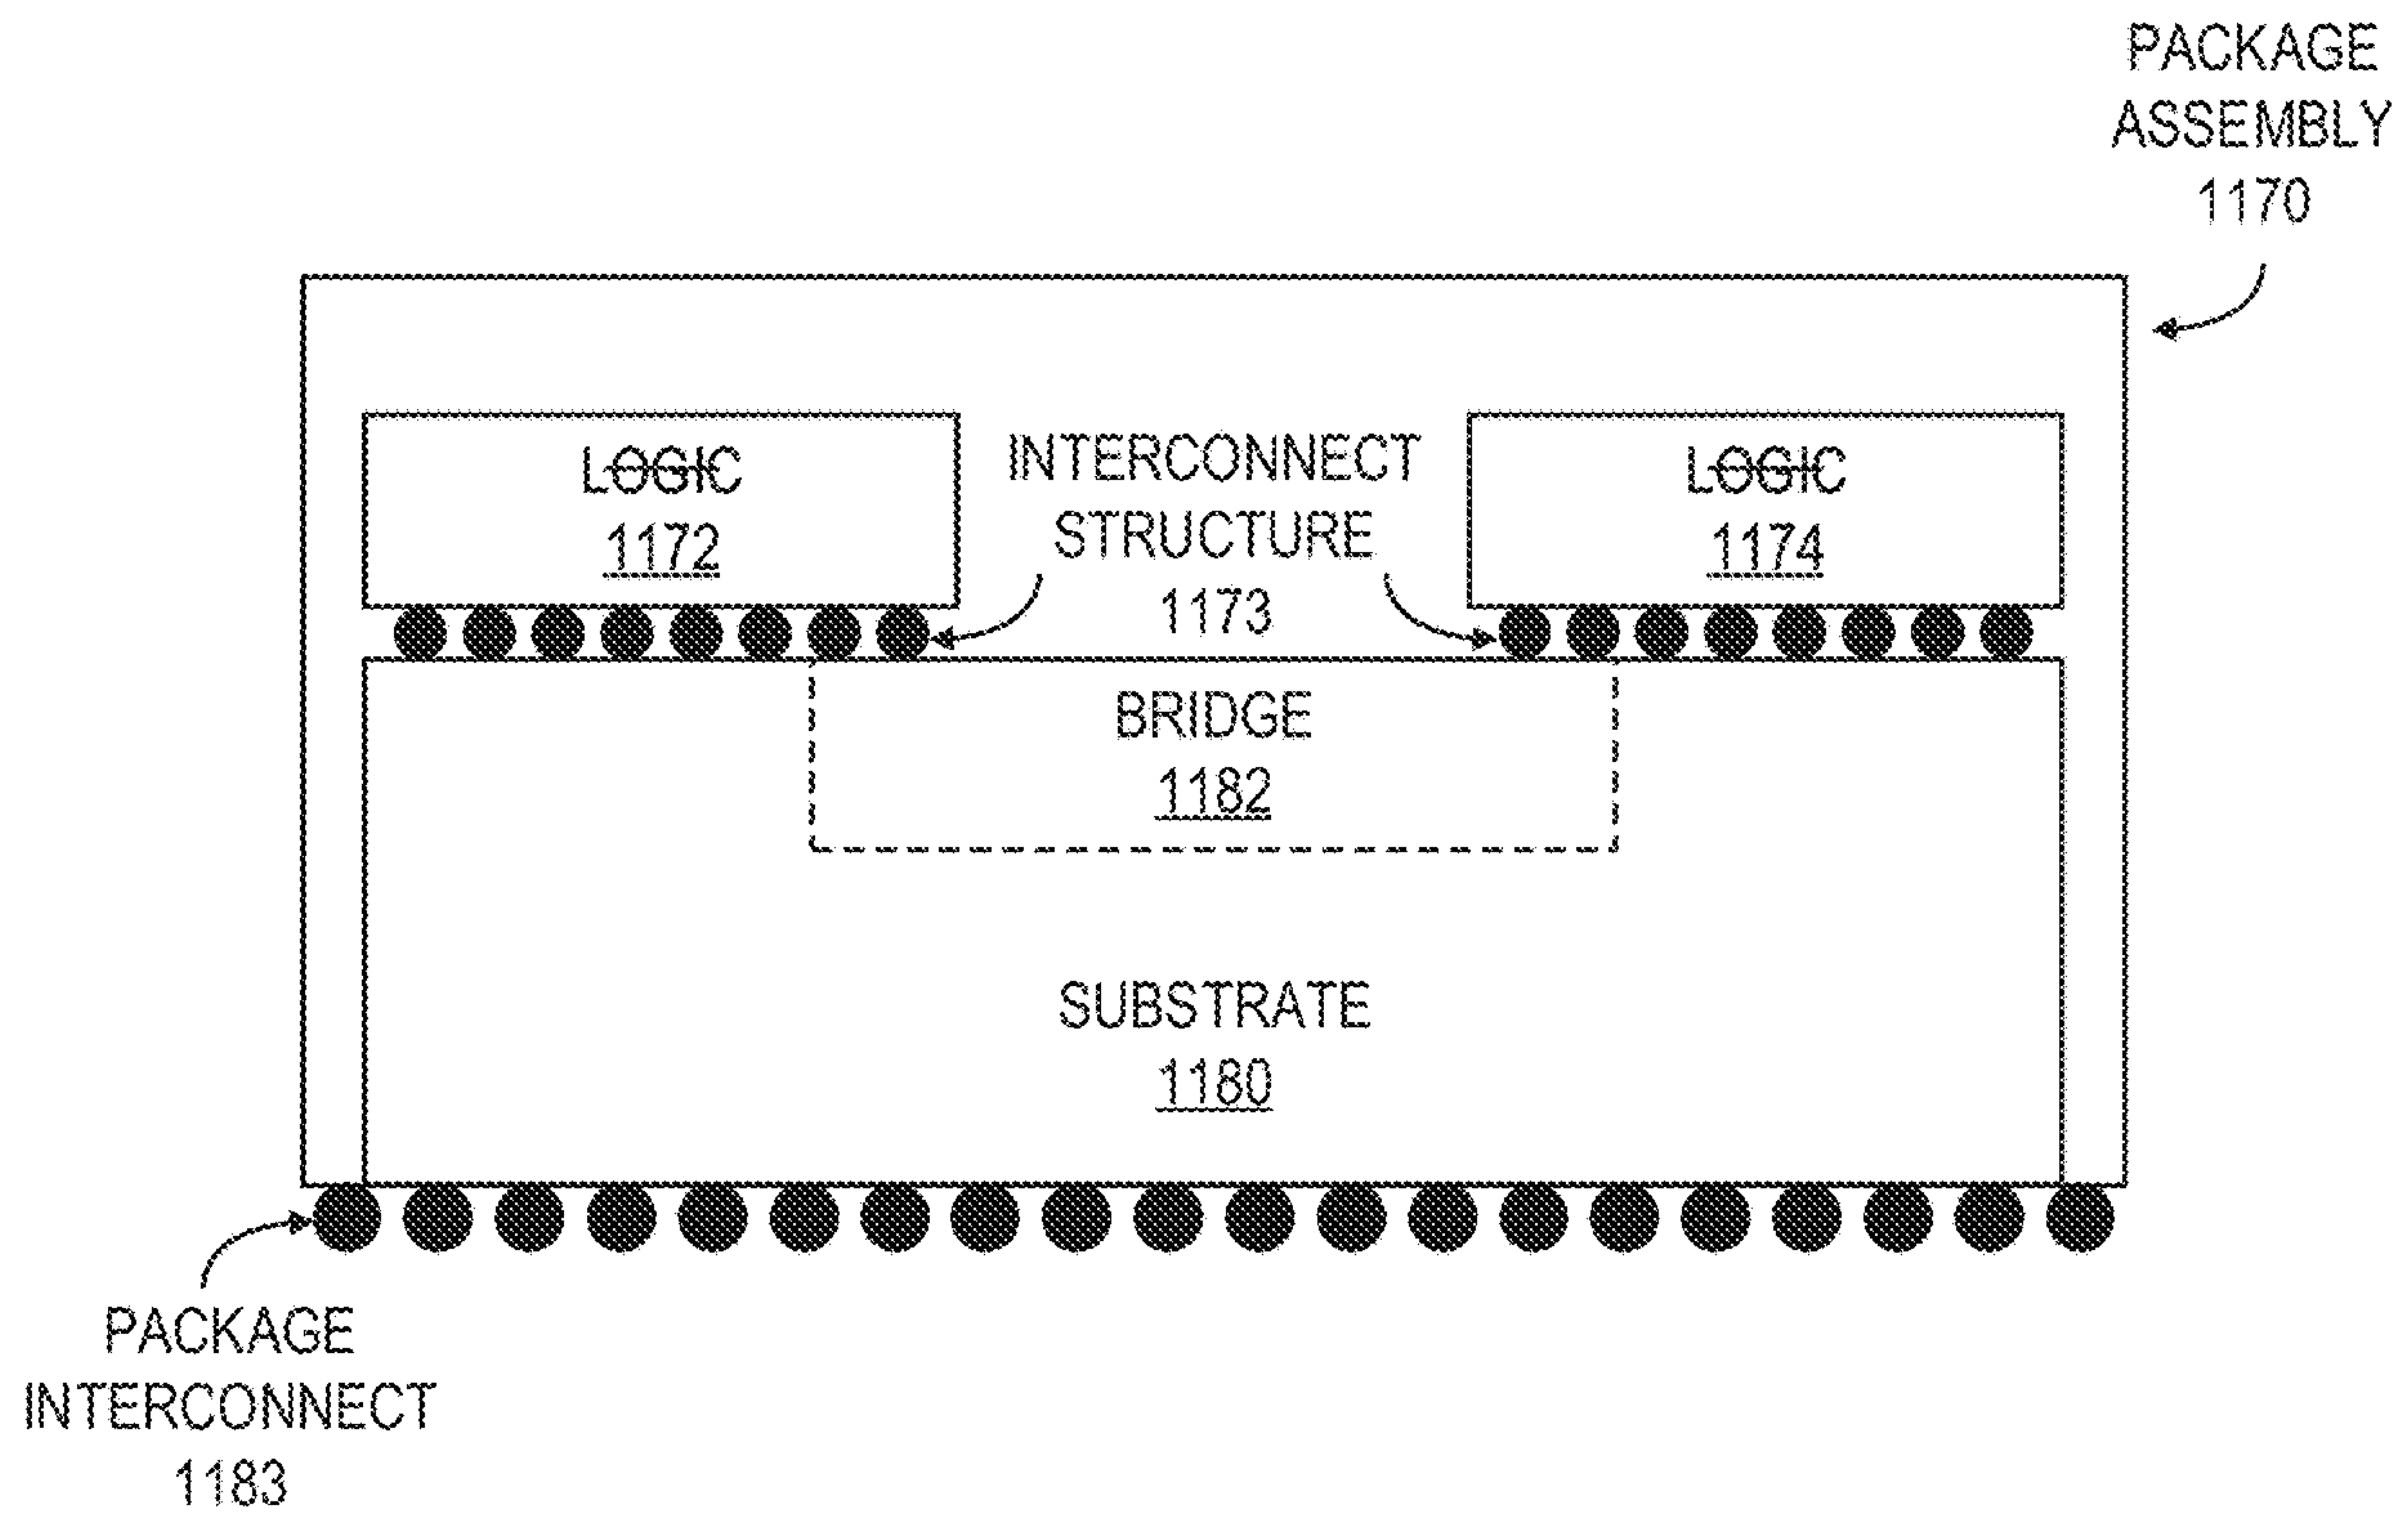 PACKAGE
ASSEMBLY
1170
LOGIC
1172
INTERCONNECT
STRUCTURE
1173
LOGIC
1174
BRIDGE
1182
SUBSTRATE
1180
PACKAGE
INTERCONNECT
1183